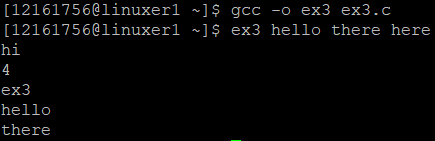 [12161756@linuxer1 ~]$ gcc -o ex3 ex3.c
[12161756@linuxer1 ~]$ ex3 hello there here
hi
4
ex3
hello
there